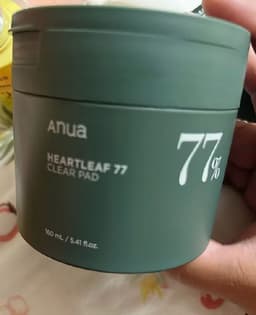 Anua
HEARTLEAF 77
CLEAR PAD
77%
160 mL / 5.41 fl.oz.